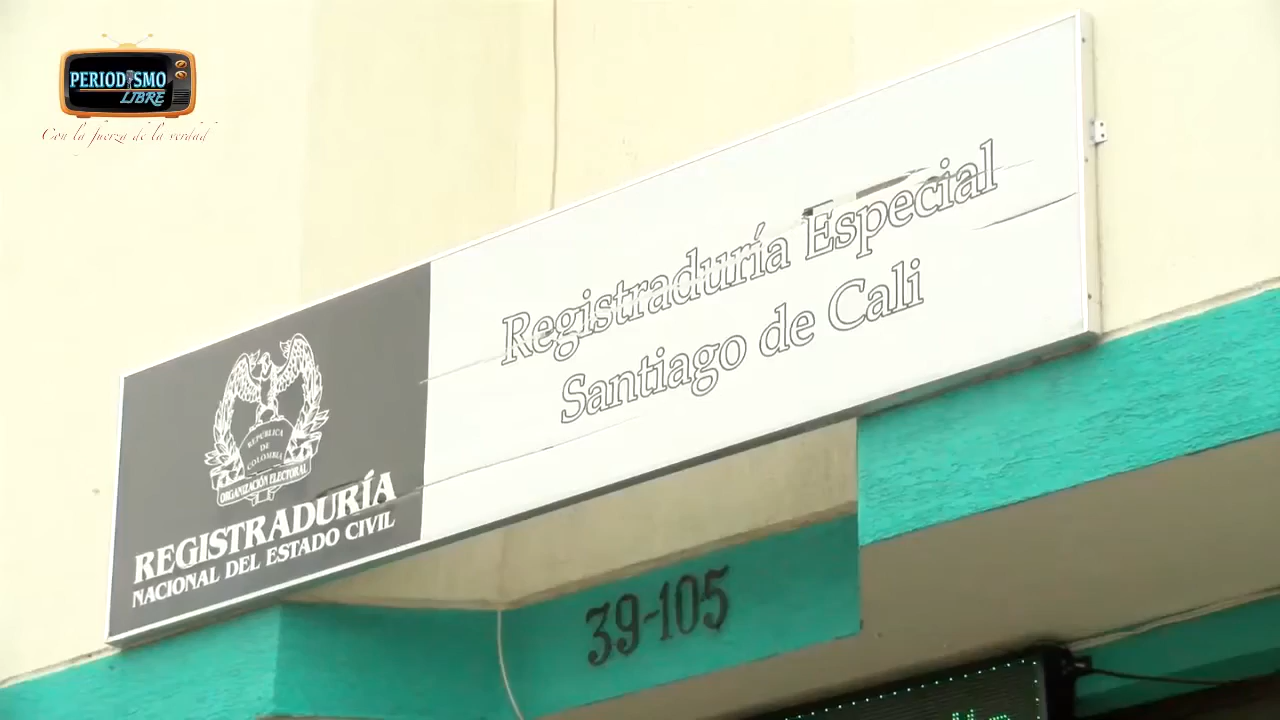 PERIODISMO
LIBRE
Con la fuerza de la verdad
Registraduría Especial
Santiago de Cali
REPÚBLICA
DE
COLOMBIA
ORGANIZACIÓN ELECTORAL
REGISTRADURÍA
NACIONAL DEL ESTADO CIVIL
39-105